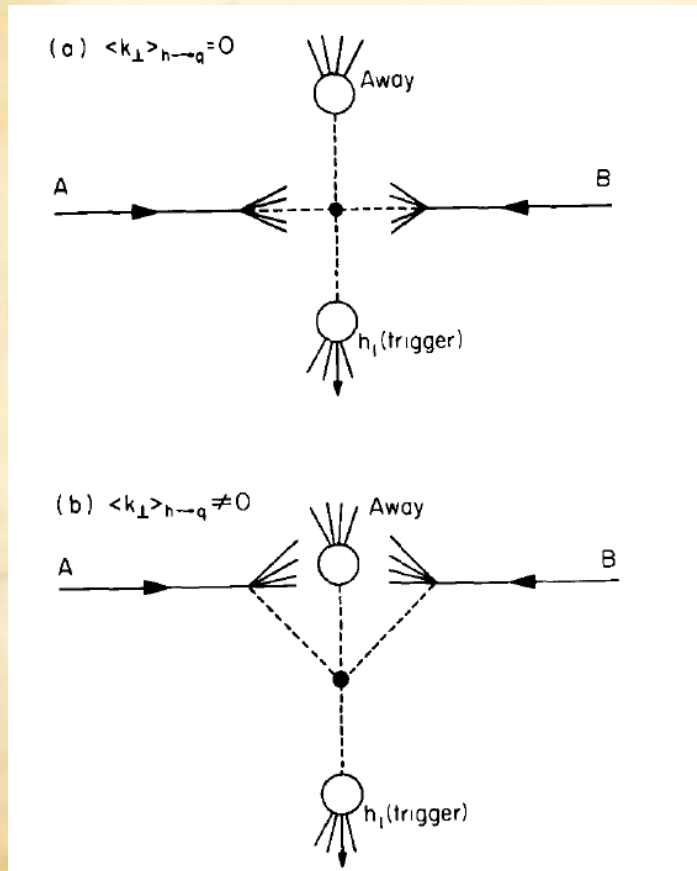 (a) <k⊥>h→q=0
Away
A
B
h₁(trigger)
(b) <k⊥>h→q≠0
Away
A
B
h₁(trigger)